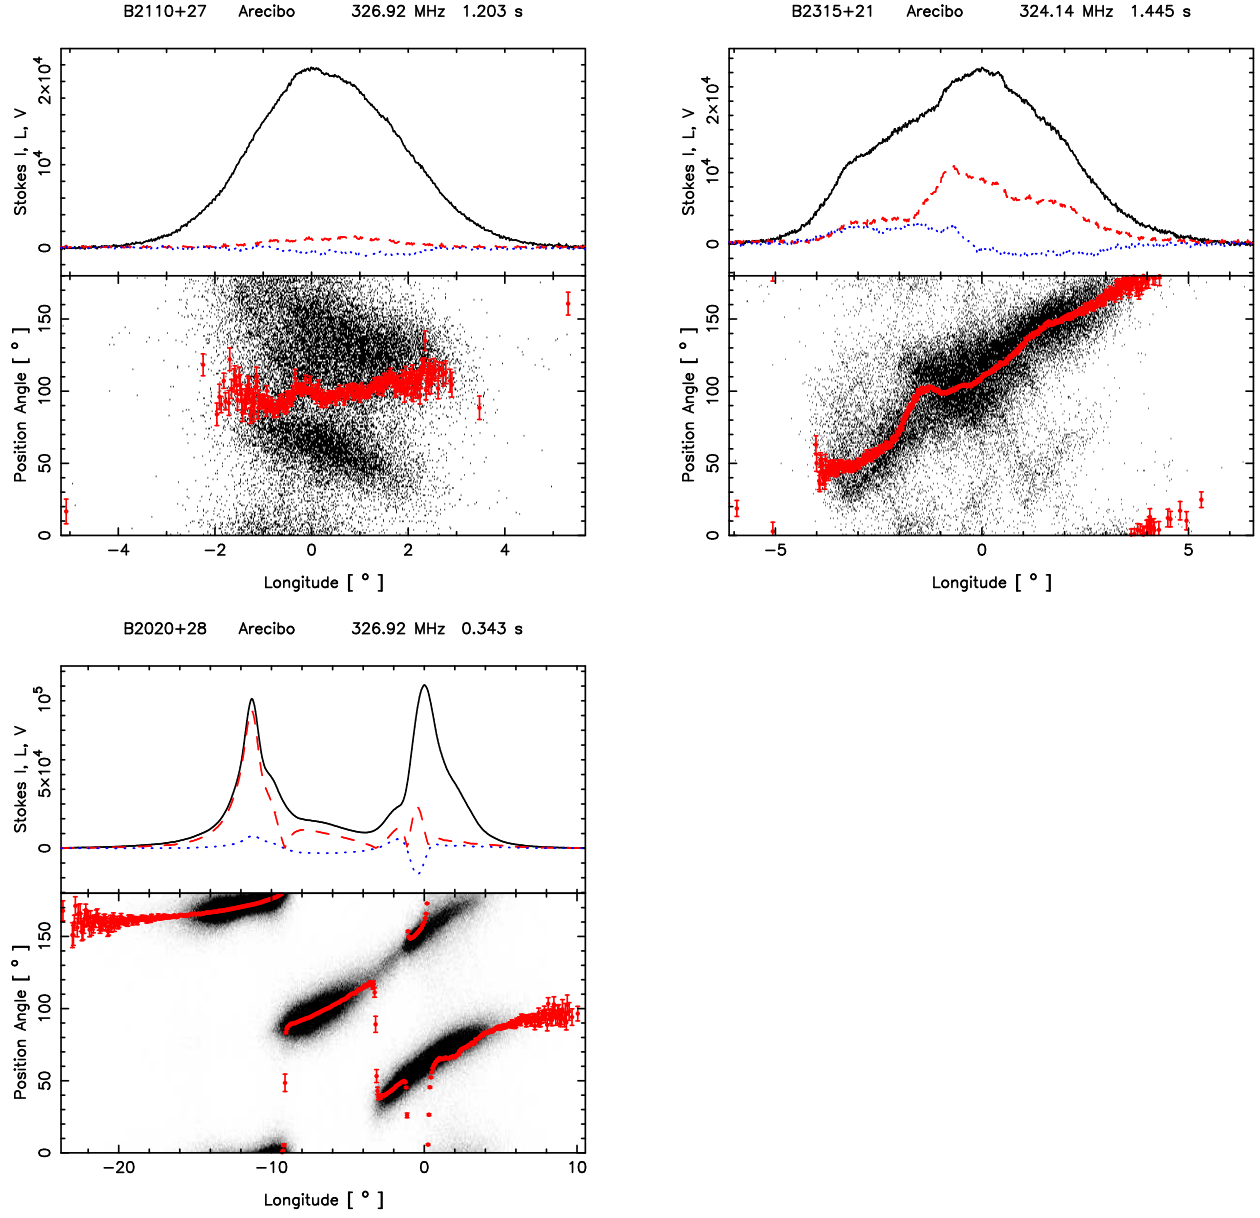 B2110+27 Arecibo 326.92 MHz 1.203 s
Stokes I, L, V
0 10⁴ 2×10⁴
Position Angle [ ° ]
0 50 100 150
−4 −2 0 2 4
Longitude [ ° ]
B2315+21 Arecibo 324.14 MHz 1.445 s
Stokes I, L, V
0 10⁴ 2×10⁴
Position Angle [ ° ]
0 50 100 150
−5 0 5
Longitude [ ° ]
B2020+28 Arecibo 326.92 MHz 0.343 s
Stokes I, L, V
0 5×10⁴ 10⁵
Position Angle [ ° ]
0 50 100 150
−20 −10 0 10
Longitude [ ° ]